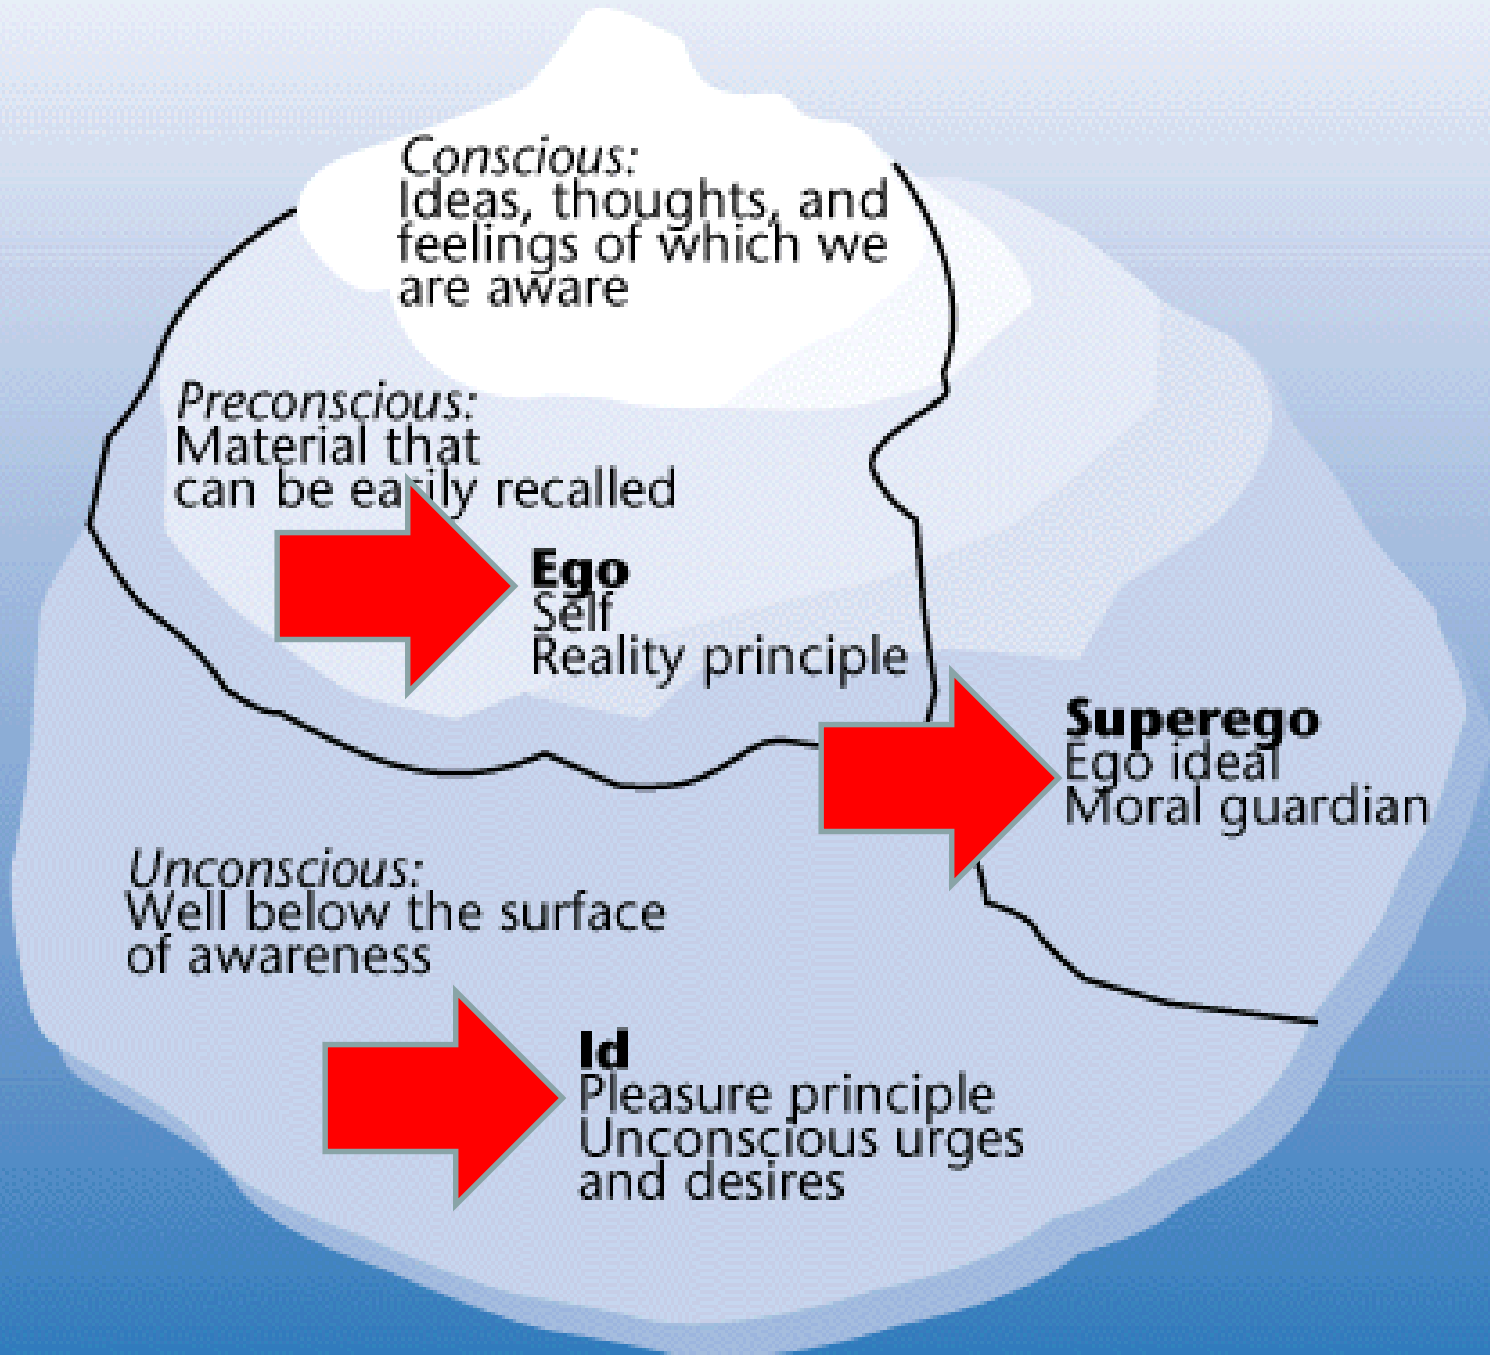 Conscious:
Ideas, thoughts, and
feelings of which we
are aware
Preconscious:
Material that
can be easily recalled
Ego
Self
Reality principle
Superego
Ego ideal
Moral guardian
Unconscious:
Well below the surface
of awareness
Id
Pleasure principle
Unconscious urges
and desires